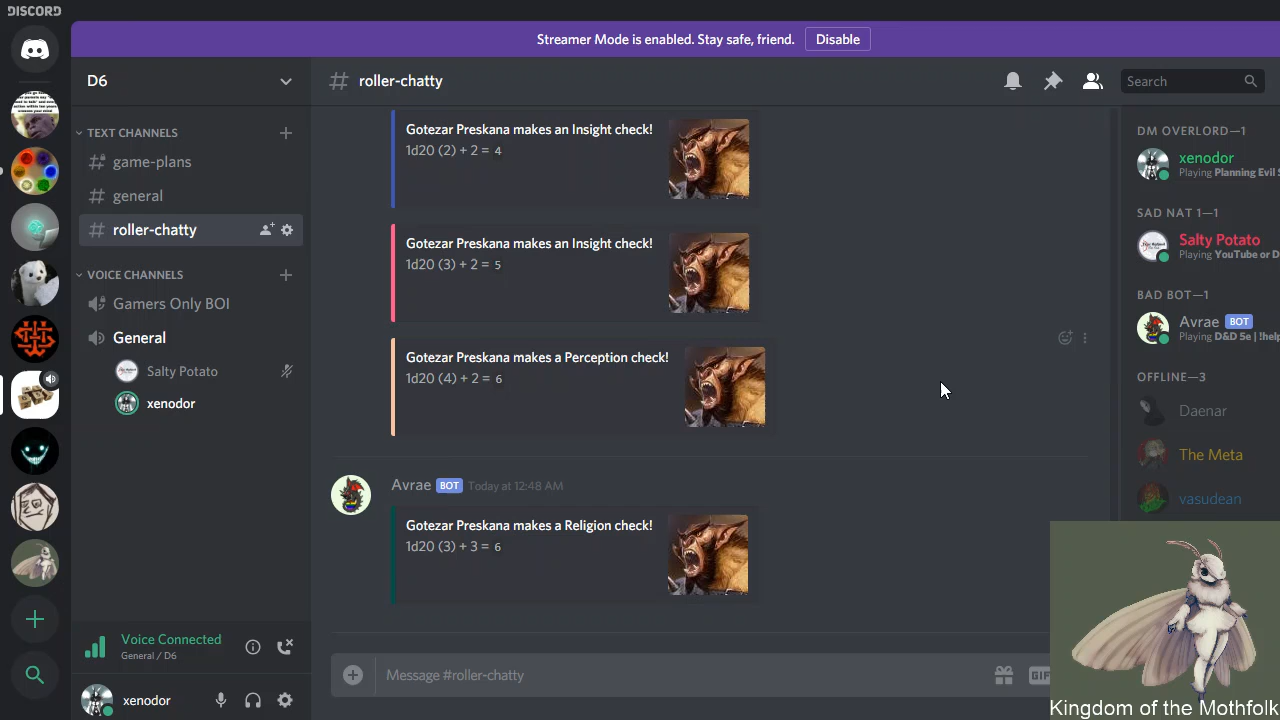 DISCORD
Streamer Mode is enabled. Stay safe, friend.
Disable
D6
roller-chatty
Search
TEXT CHANNELS
game-plans
general
roller-chatty
VOICE CHANNELS
Gamers Only BOI
General
Salty Potato
xenodor
Voice Connected
General / D6
xenodor
Gotezar Preskana makes an Insight check!
1d20 (2) + 2 = 4
Gotezar Preskana makes an Insight check!
1d20 (3) + 2 = 5
Gotezar Preskana makes a Perception check!
1d20 (4) + 2 = 6
Avrae BOT Today at 12:48 AM
Gotezar Preskana makes a Religion check!
1d20 (3) + 3 = 6
Message #roller-chatty
GIF
DM OVERLORD—1
xenodor
Playing Planning Evil S
SAD NAT 1—1
Salty Potato
Playing YouTube or D
BAD BOT—1
Avrae BOT
Playing D&D 5e | !help
OFFLINE—3
Daenar
The Meta
vasudean
Kingdom of the Mothfolk